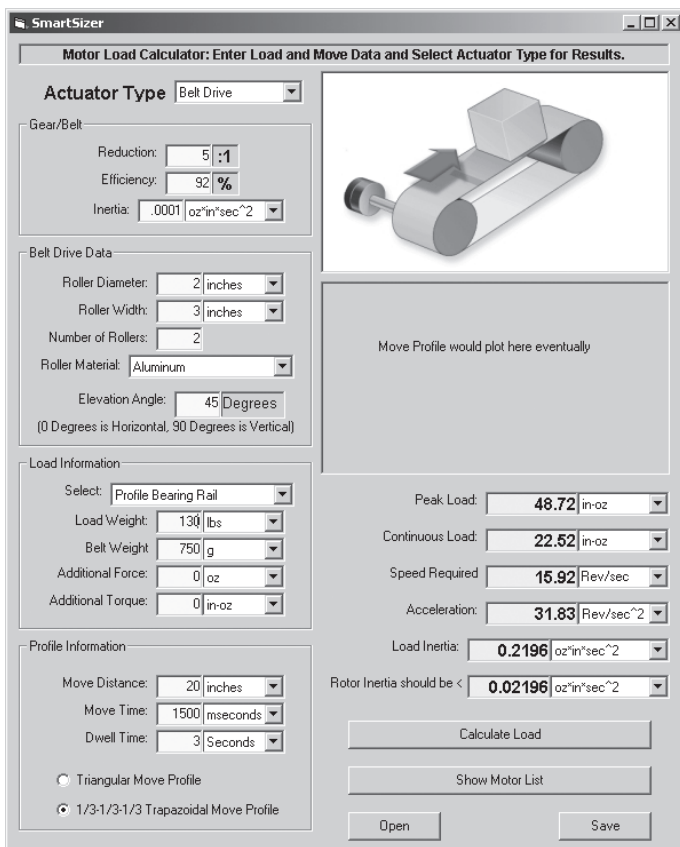 SmartSizer
Motor Load Calculator: Enter Load and Move Data and Select Actuator Type for Results.
Actuator Type Belt Drive
Gear/Belt
Reduction: 5 :1
Efficiency: 92 %
Inertia: .0001 oz*in*sec^2
Belt Drive Data
Roller Diameter: 2 inches
Roller Width: 3 inches
Number of Rollers: 2
Roller Material: Aluminum
Elevation Angle: 45 Degrees
(0 Degrees is Horizontal, 90 Degrees is Vertical)
Load Information
Select: Profile Bearing Rail
Load Weight: 130 lbs
Belt Weight 750 g
Additional Force: 0 oz
Additional Torque: 0 in-oz
Profile Information
Move Distance: 20 inches
Move Time: 1500 mseconds
Dwell Time: 3 Seconds
Triangular Move Profile
1/3-1/3-1/3 Trapazoidal Move Profile
Move Profile would plot here eventually
Peak Load: 48.72 in-oz
Continuous Load: 22.52 in-oz
Speed Required 15.92 Rev/sec
Acceleration: 31.83 Rev/sec^2
Load Inertia: 0.2196 oz*in*sec^2
Rotor Inertia should be < 0.02196 oz*in*sec^2
Calculate Load
Show Motor List
Open Save